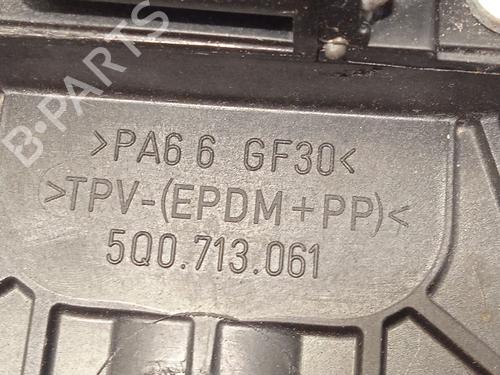 B-PARTS
>PA6 6 GF30<
>TPV-(EPDM+PP)<
5Q0.713.061